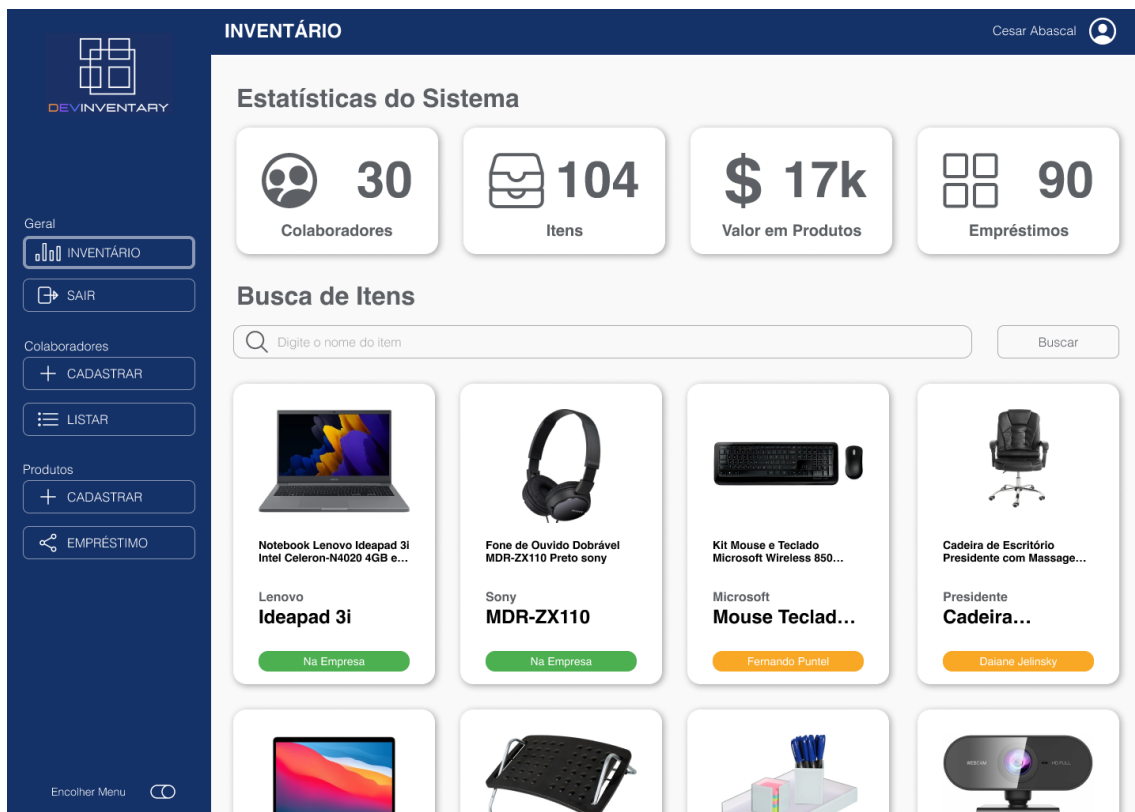 DEVINVENTARY
INVENTÁRIO
Cesar Abascal
Geral
INVENTÁRIO
SAIR
Colaboradores
CADASTRAR
LISTAR
Produtos
CADASTRAR
EMPRÉSTIMO
Encolher Menu
Estatísticas do Sistema
30
Colaboradores
104
Itens
$ 17k
Valor em Produtos
90
Empréstimos
Busca de Itens
Digite o nome do item
Buscar
Notebook Lenovo Ideapad 3i
Intel Celeron-N4020 4GB e...
Lenovo
Ideapad 3i
Na Empresa
Fone de Ouvido Dobrável
MDR-ZX110 Preto sony
Sony
MDR-ZX110
Na Empresa
Kit Mouse e Teclado
Microsoft Wireless 850...
Microsoft
Mouse Teclad...
Fernando Puntel
Cadeira de Escritório
Presidente com Massage...
Presidente
Cadeira...
Daiane Jelinsky
WEBCAM
HD FULL